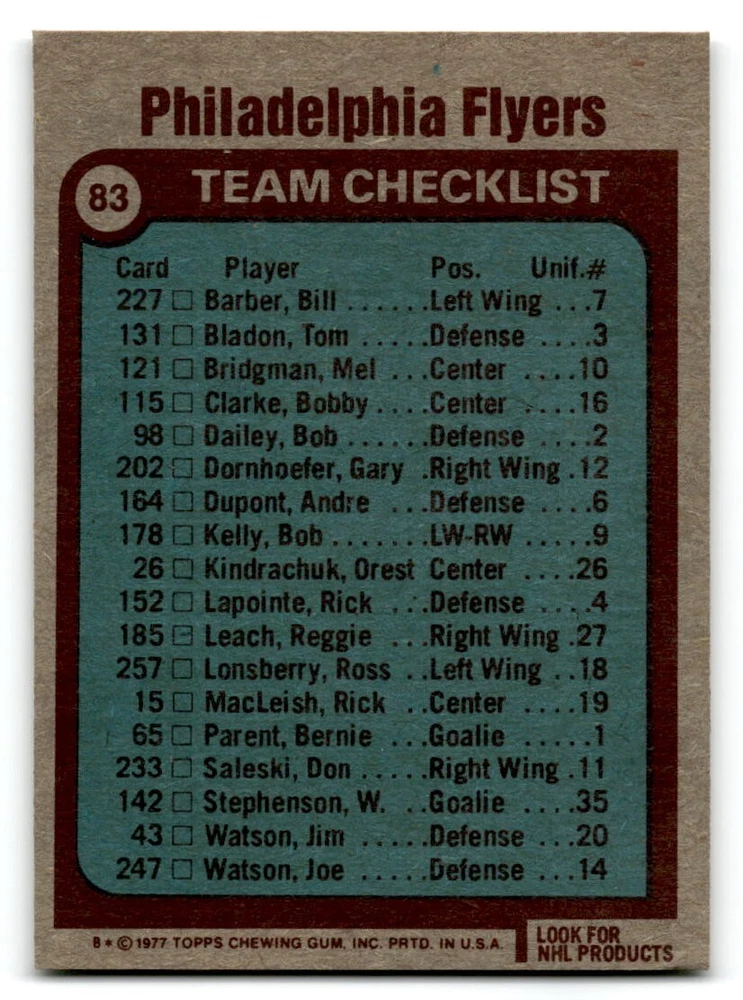 Philadelphia Flyers
83 TEAM CHECKLIST
Card Player Pos. Unif.#
227 □ Barber, Bill ......Left Wing ...7
131 □ Bladon, Tom .....Defense ....3
121 □ Bridgman, Mel ...Center ....10
115 □ Clarke, Bobby ....Center ....16
98 □ Dailey, Bob ......Defense ....2
202 □ Dornhoefer, Gary .Right Wing .12
164 □ Dupont, Andre ...Defense ....6
178 □ Kelly, Bob .......LW-RW .....9
26 □ Kindrachuk, Orest Center ....26
152 □ Lapointe, Rick ...Defense ....4
185 □ Leach, Reggie ...Right Wing .27
257 □ Lonsberry, Ross ..Left Wing ..18
15 □ MacLeish, Rick ..Center ....19
65 □ Parent, Bernie ...Goalie .....1
233 □ Saleski, Don .....Right Wing .11
142 □ Stephenson, W. ..Goalie ....35
43 □ Watson, Jim .....Defense ...20
247 □ Watson, Joe .....Defense ...14
B * © 1977 TOPPS CHEWING GUM, INC. PRTD. IN U.S.A.
LOOK FOR
NHL PRODUCTS